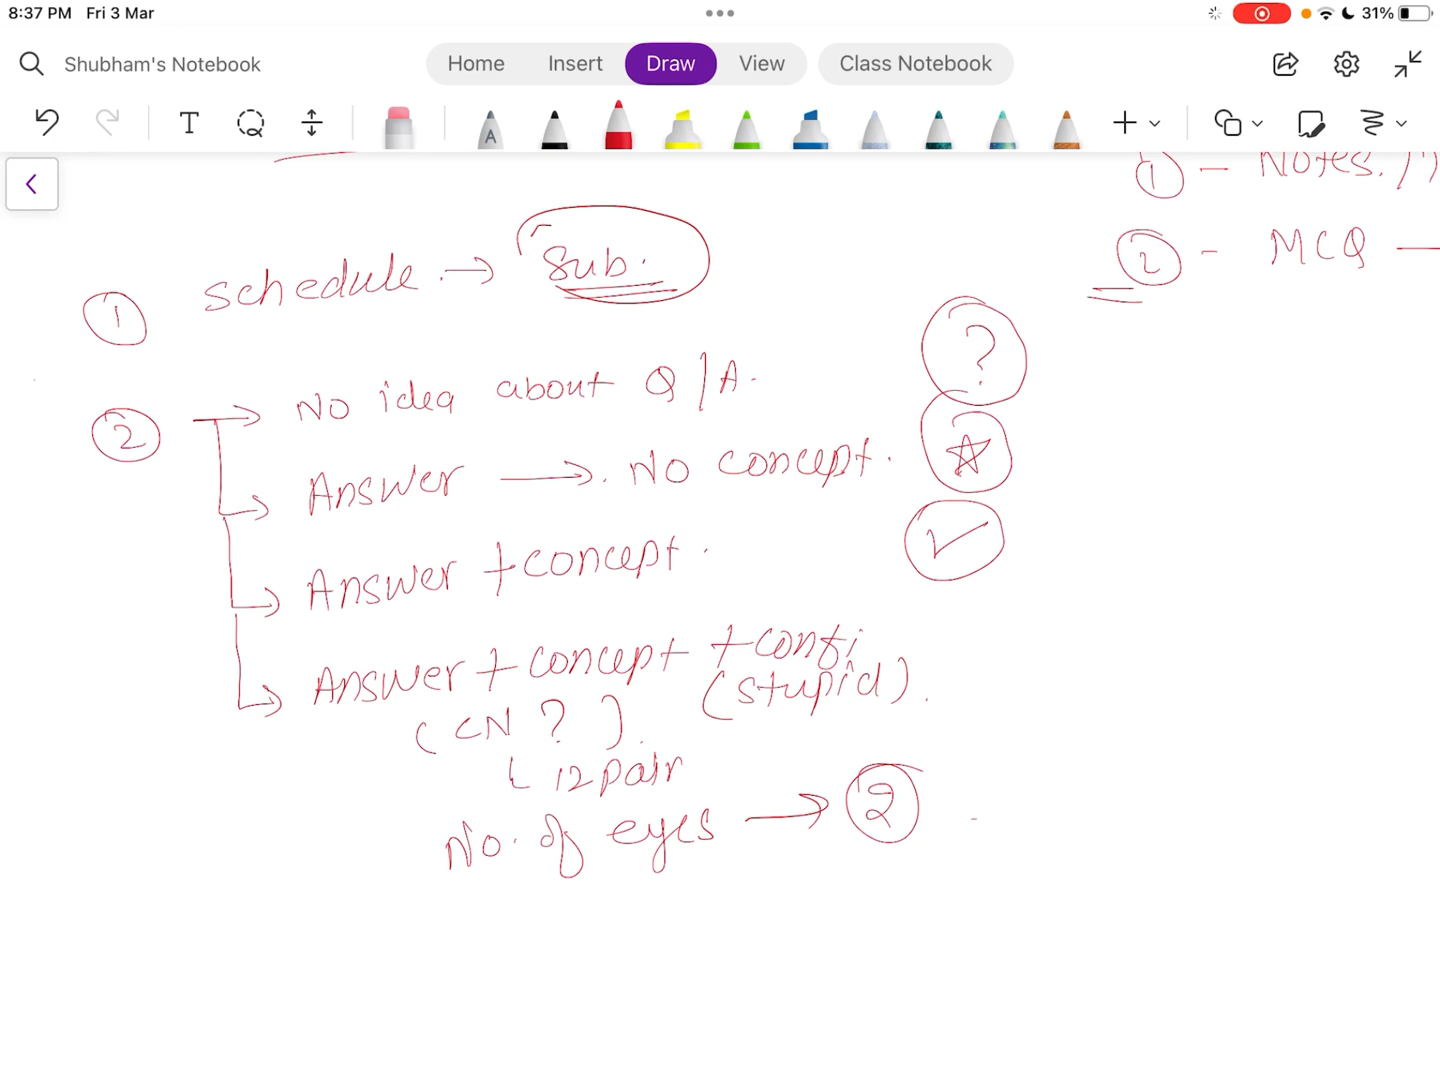 8:37 PM Fri 3 Mar
31%
Shubham's Notebook
Home Insert Draw View Class Notebook
T
A
① - Notes.
② - MCQ —
① schedule → Sub.
② → No idea about Q/A. ?
→ Answer → No concept. ☆
→ Answer + concept. ✓
→ Answer + concept + confi
(CN ?) (stupid).
12 pair
No. of eyes → ②